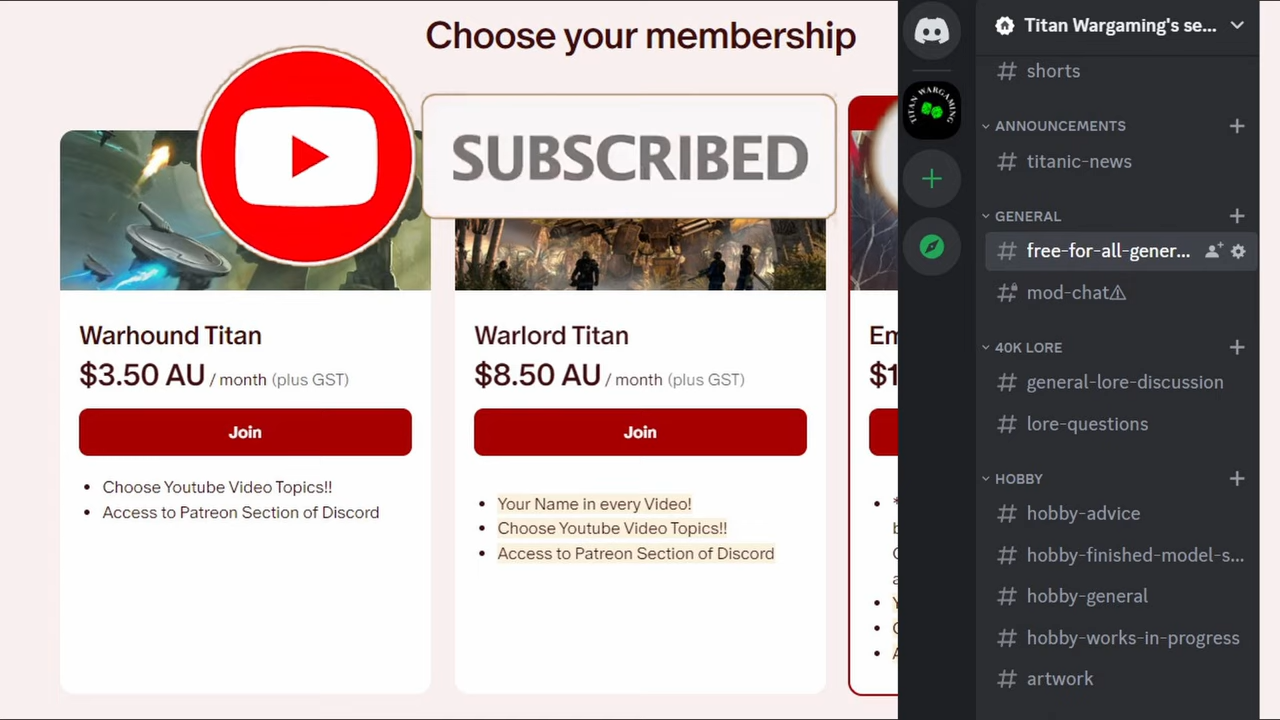 Choose your membership
SUBSCRIBED
Warhound Titan
$3.50 AU / month (plus GST)
Join
Choose Youtube Video Topics!!
Access to Patreon Section of Discord
Warlord Titan
$8.50 AU / month (plus GST)
Join
Your Name in every Video!
Choose Youtube Video Topics!!
Access to Patreon Section of Discord
TITAN WARGAMING
Titan Wargaming's se...
# shorts
ANNOUNCEMENTS
# titanic-news
GENERAL
# free-for-all-gener...
# mod-chat⚠
40K LORE
# general-lore-discussion
# lore-questions
HOBBY
# hobby-advice
# hobby-finished-model-s...
# hobby-general
# hobby-works-in-progress
# artwork